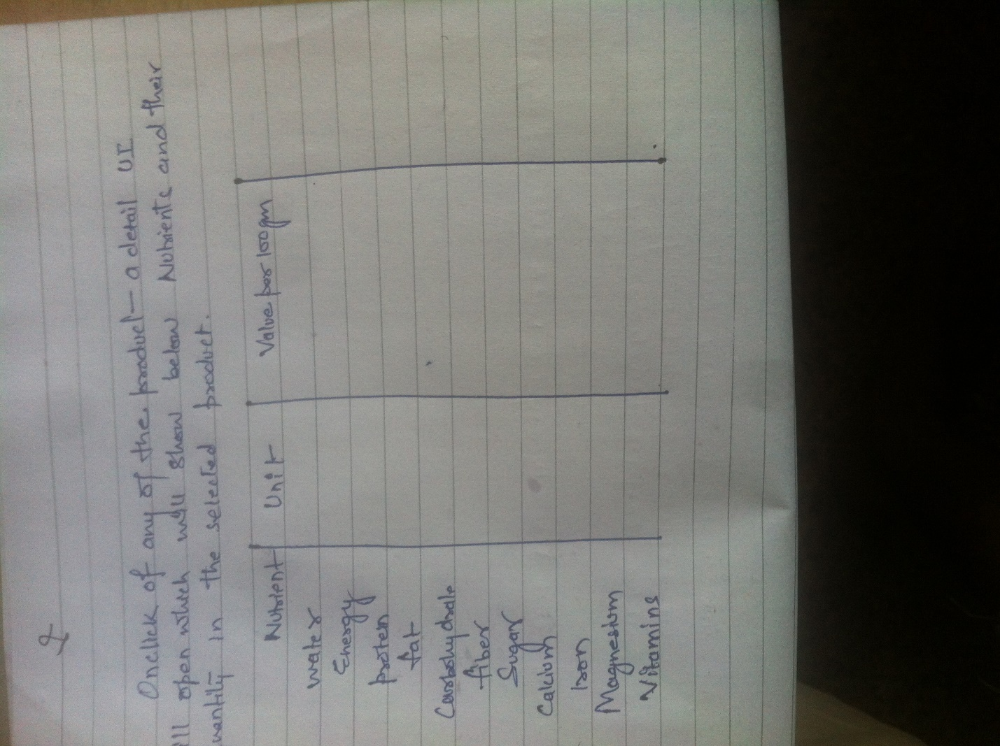 2
Onclick of any of the product - a detail UI
ill open which will show below Nutrients and their
uantity in the selected product.
Nutrient Unit Value per 100gm
water
Energy
protein
fat
Carbohydrate
fiber
Sugar
Calcium
Iron
Magnesium
Vitamins